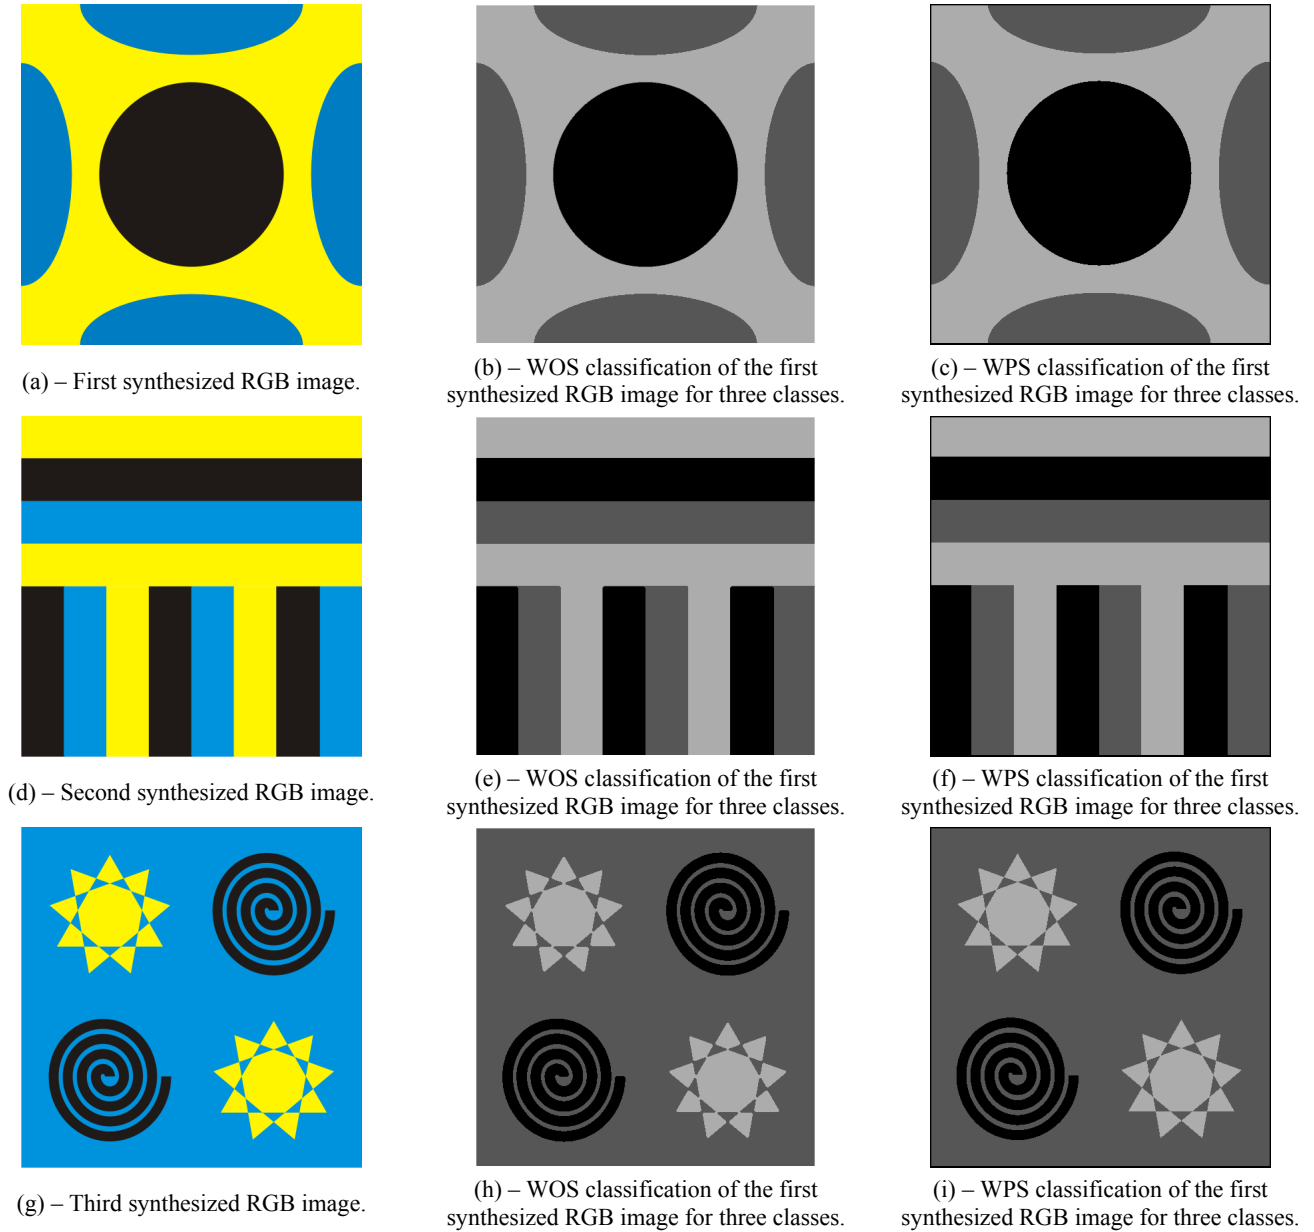 (a) – First synthesized RGB image.
(b) – WOS classification of the first
synthesized RGB image for three classes.
(c) – WPS classification of the first
synthesized RGB image for three classes.
(d) – Second synthesized RGB image.
(e) – WOS classification of the first
synthesized RGB image for three classes.
(f) – WPS classification of the first
synthesized RGB image for three classes.
(g) – Third synthesized RGB image.
(h) – WOS classification of the first
synthesized RGB image for three classes.
(i) – WPS classification of the first
synthesized RGB image for three classes.